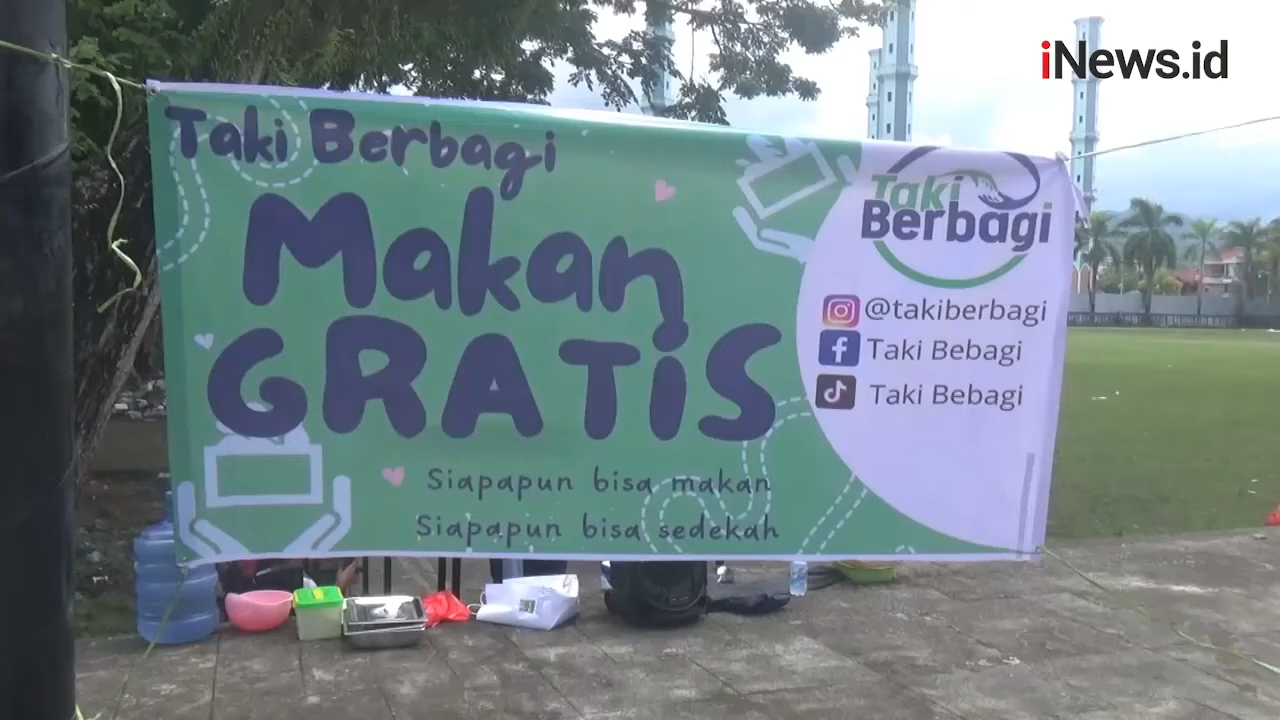 iNews.id
Taki Berbagi
Makan
GRATiS
Siapapun bisa makan
Siapapun bisa sedekah
Taki
Berbagi
@takiberbagi
Taki Bebagi
Taki Bebagi